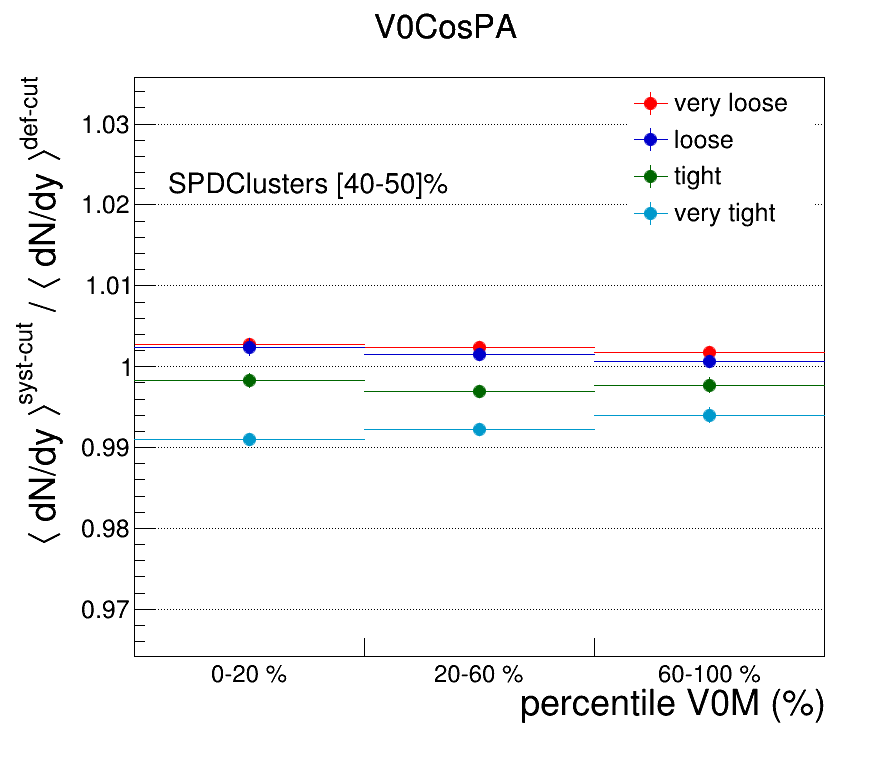 V0CosPA
⟨ dN/dy ⟩^syst-cut / ⟨ dN/dy ⟩^def-cut
1.03
1.02
1.01
1
0.99
0.98
0.97
SPDClusters [40-50]%
very loose
loose
tight
very tight
0-20 %
20-60 %
60-100 %
percentile V0M (%)